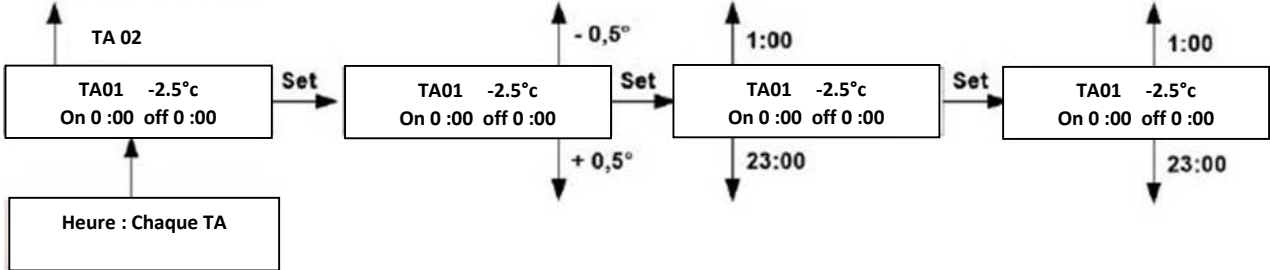 TA 02
TA01 -2.5°c
On 0 :00 off 0 :00
Set
- 0,5°
TA01 -2.5°c
On 0 :00 off 0 :00
+ 0,5°
Set
1:00
TA01 -2.5°c
On 0 :00 off 0 :00
23:00
Set
1:00
TA01 -2.5°c
On 0 :00 off 0 :00
23:00
Heure : Chaque TA